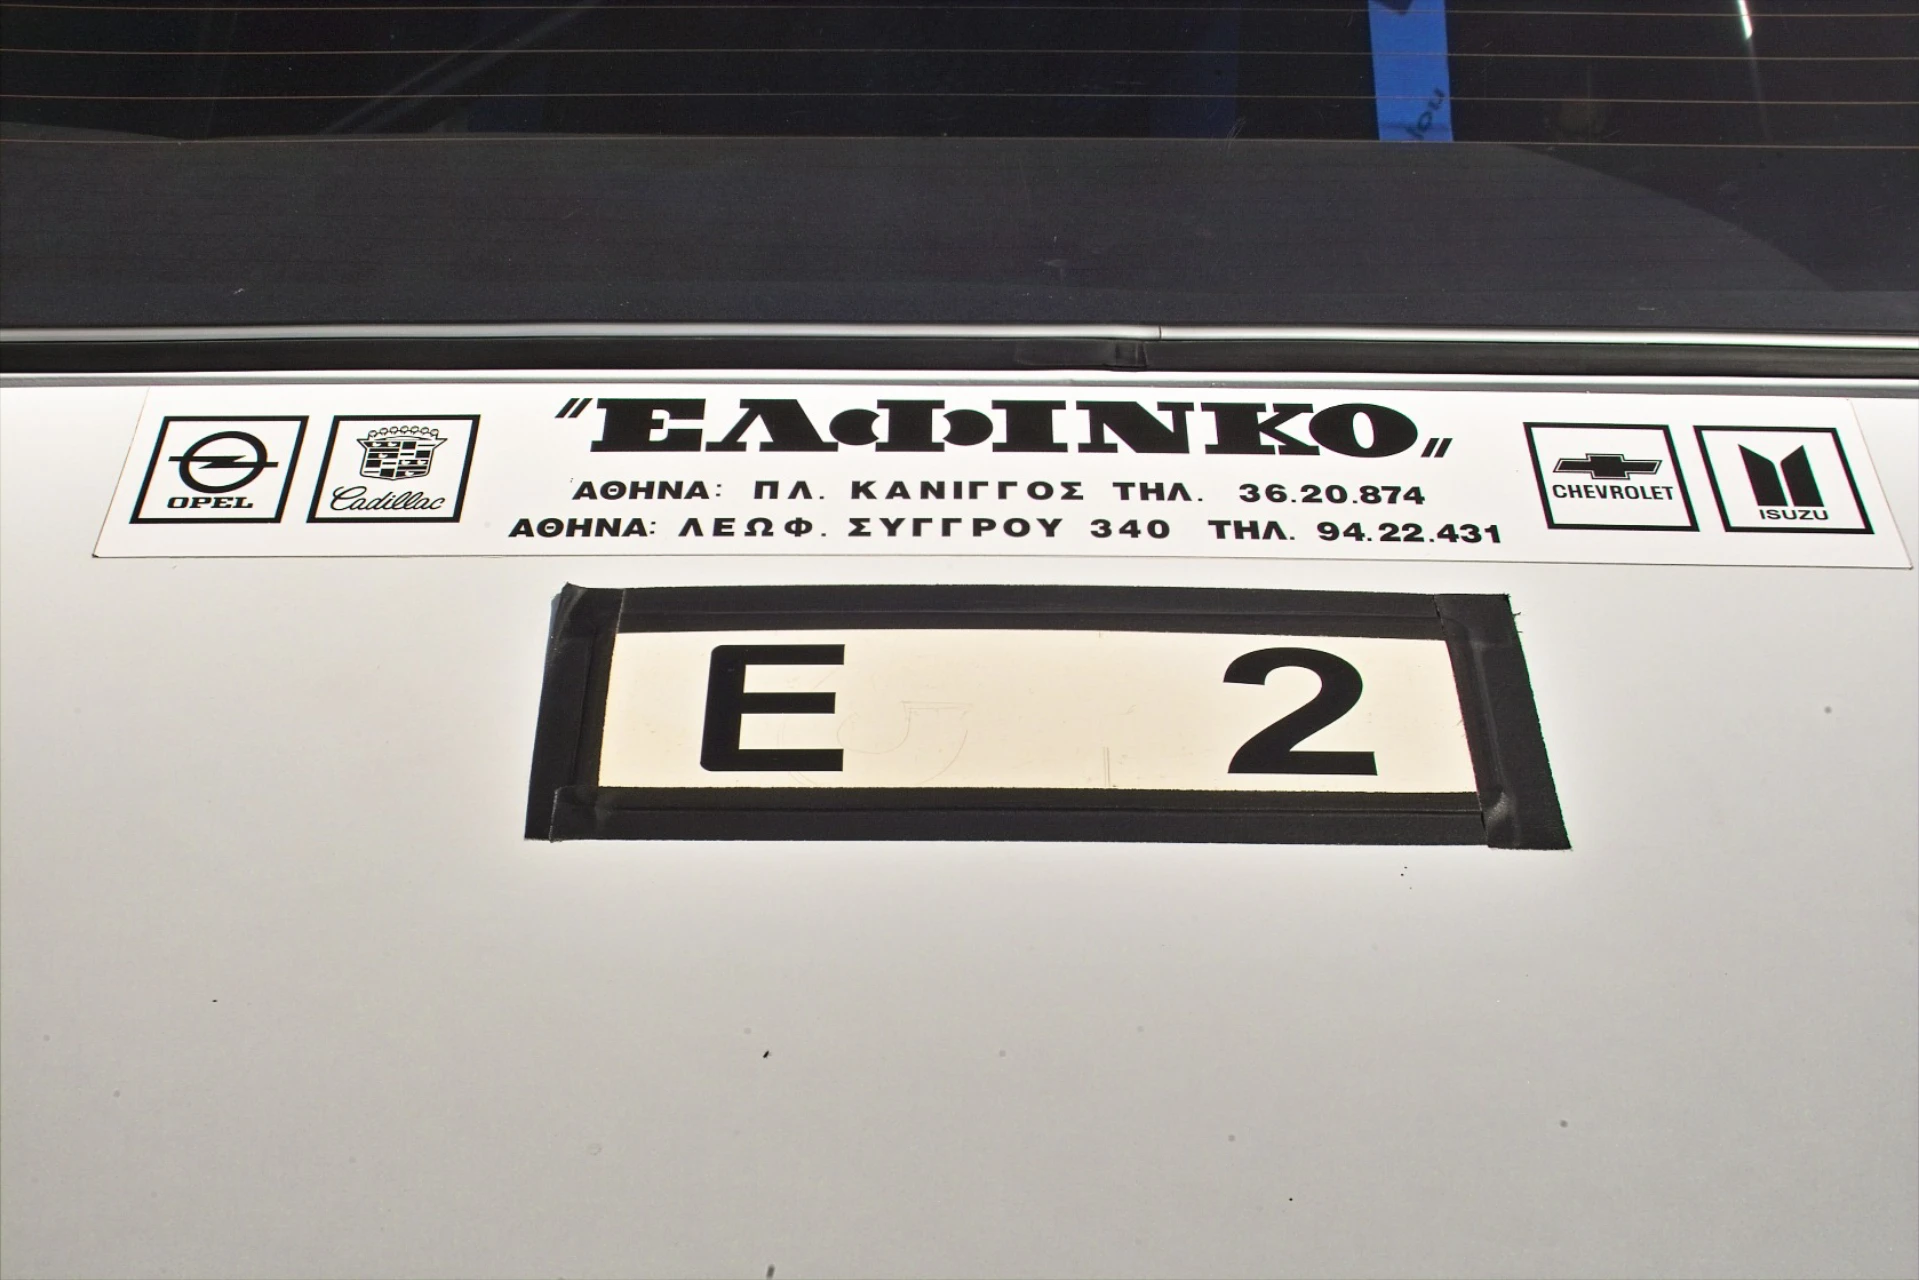 "ΕΛΦΙΝΚΟ"
OPEL
Cadillac
ΑΘΗΝΑ: ΠΛ. ΚΑΝΙΓΓΟΣ ΤΗΛ. 36.20.874
ΑΘΗΝΑ: ΛΕΩΦ. ΣΥΓΓΡΟΥ 340 ΤΗΛ. 94.22.431
CHEVROLET
ISUZU
E 2